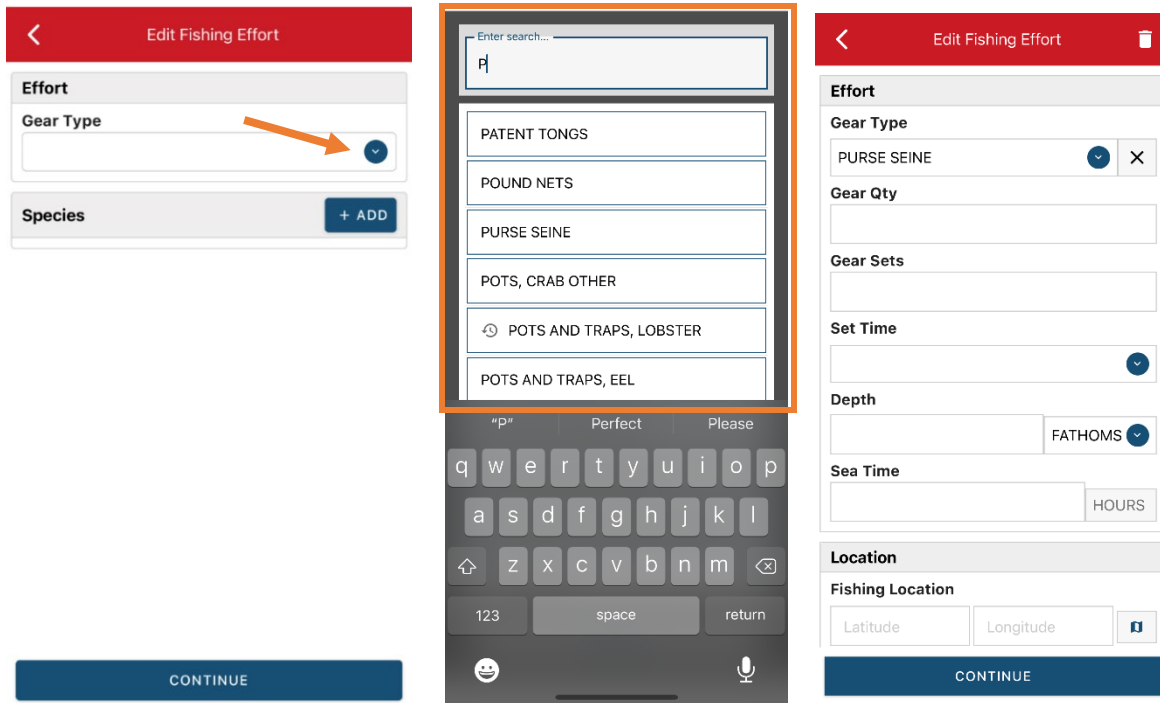 Edit Fishing Effort
Effort
Gear Type
Species
+ ADD
CONTINUE
Enter search...
P
PATENT TONGS
POUND NETS
PURSE SEINE
POTS, CRAB OTHER
POTS AND TRAPS, LOBSTER
POTS AND TRAPS, EEL
"P" Perfect Please
q w e r t y u i o p
a s d f g h j k l
z x c v b n m
123 space return
Edit Fishing Effort
Effort
Gear Type
PURSE SEINE
Gear Qty
Gear Sets
Set Time
Depth
FATHOMS
Sea Time
HOURS
Location
Fishing Location
Latitude Longitude
CONTINUE